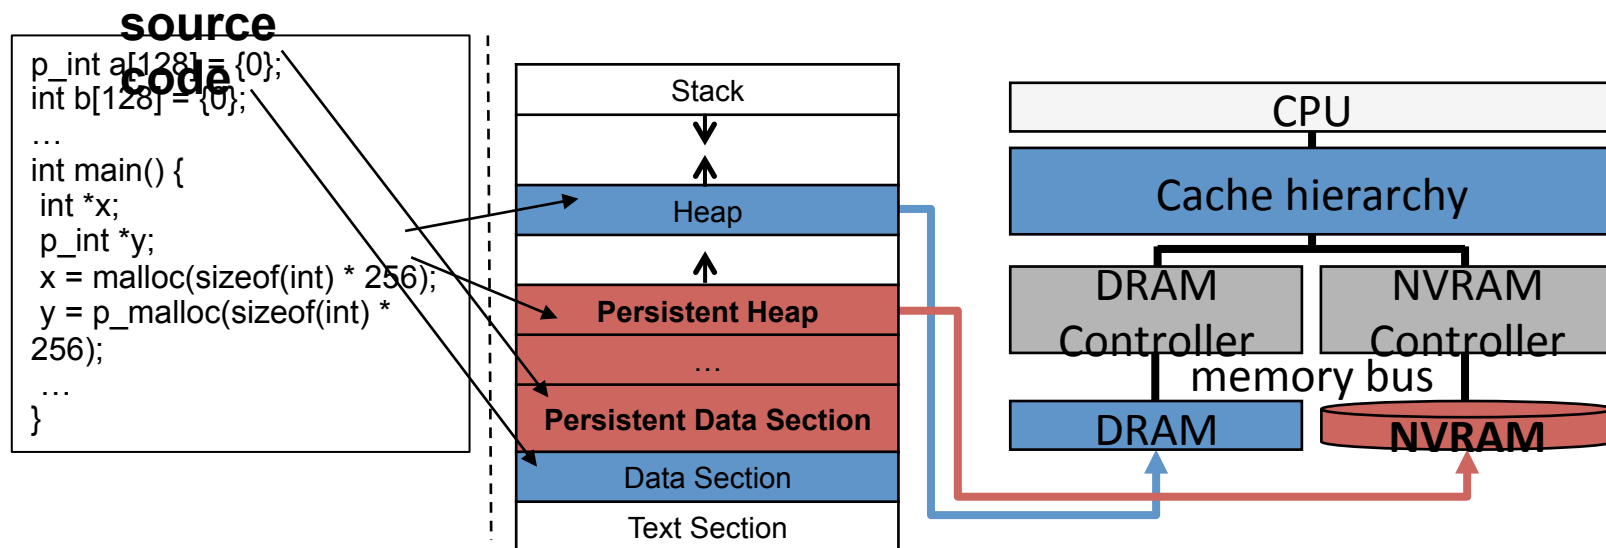 source
code
p_int a[128] = {0};
int b[128] = {0};
…
int main() {
int *x;
p_int *y;
x = malloc(sizeof(int) * 256);
y = p_malloc(sizeof(int) *
256);
…
}
Stack
Heap
Persistent Heap
…
Persistent Data Section
Data Section
Text Section
CPU
Cache hierarchy
DRAM
Controller
NVRAM
Controller
memory bus
DRAM
NVRAM